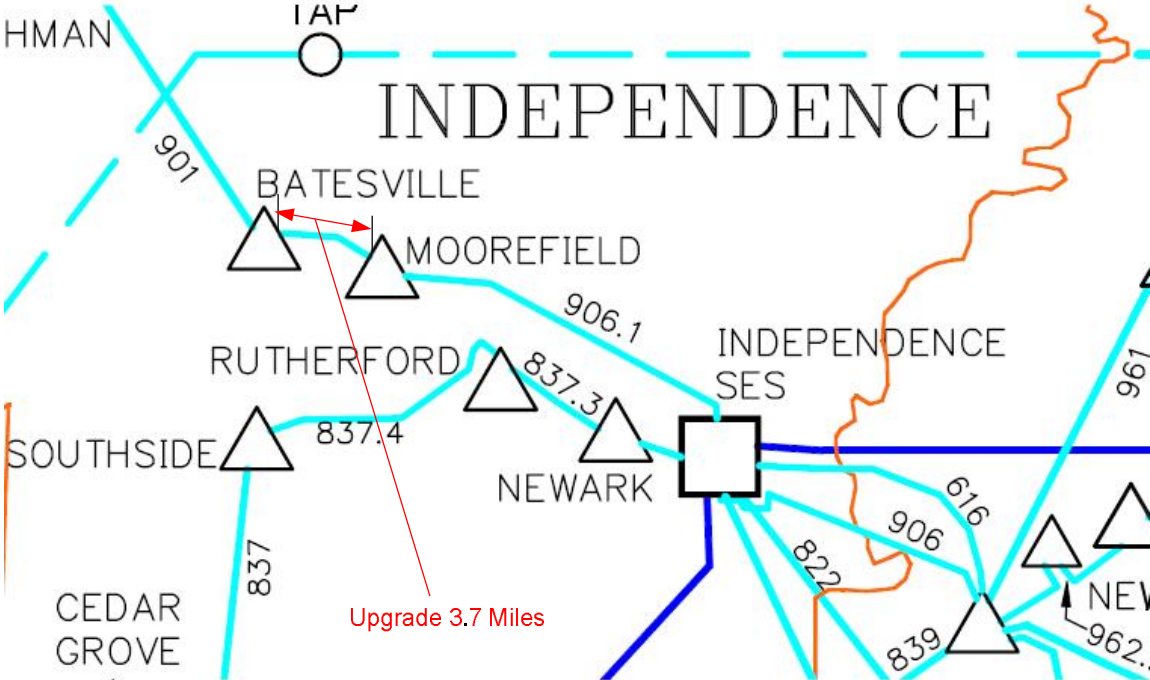 TAP
HMAN
INDEPENDENCE
901
BATESVILLE
MOOREFIELD
906.1
INDEPENDENCE
SES
RUTHERFORD
837.3
961
837.4
SOUTHSIDE
NEWARK
616
906
822
837
CEDAR
GROVE
Upgrade 3.7 Miles
NEW
839
962.